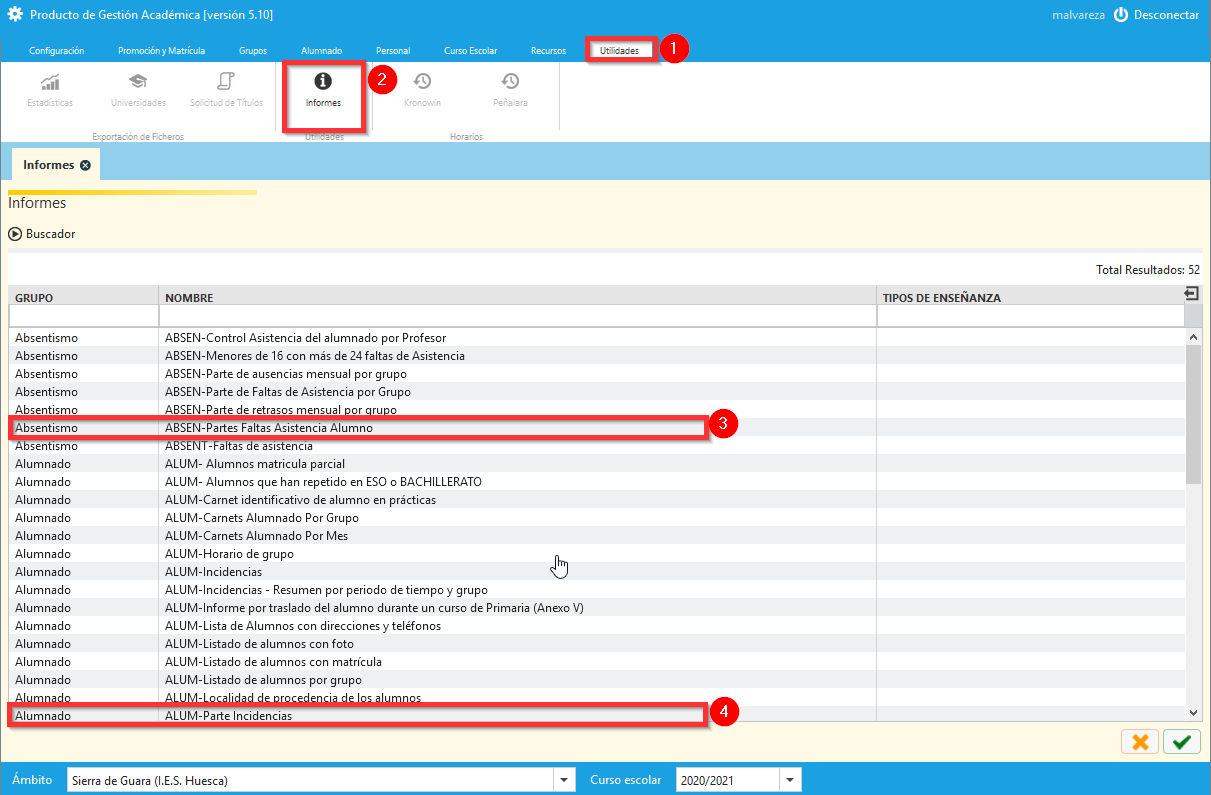 Producto de Gestión Académica [versión 5.10]
malvareza Desconectar
Configuración Promoción y Matrícula Grupos Alumnado Personal Curso Escolar Recursos Utilidades 1
Estadísticas Universidades Solicitud de Títulos Informes 2 Kronowin Peñalara
Exportación de Ficheros Utilidades Horarios
Informes
Informes
Buscador
Total Resultados: 52
GRUPO NOMBRE TIPOS DE ENSEÑANZA
Absentismo ABSEN-Control Asistencia del alumnado por Profesor
Absentismo ABSEN-Menores de 16 con más de 24 faltas de Asistencia
Absentismo ABSEN-Parte de ausencias mensual por grupo
Absentismo ABSEN-Parte de Faltas de Asistencia por Grupo
Absentismo ABSEN-Parte de retrasos mensual por grupo
Absentismo ABSEN-Partes Faltas Asistencia Alumno 3
Absentismo ABSENT-Faltas de asistencia
Alumnado ALUM- Alumnos matricula parcial
Alumnado ALUM- Alumnos que han repetido en ESO o BACHILLERATO
Alumnado ALUM-Carnet identificativo de alumno en prácticas
Alumnado ALUM-Carnets Alumnado Por Grupo
Alumnado ALUM-Carnets Alumnado Por Mes
Alumnado ALUM-Horario de grupo
Alumnado ALUM-Incidencias
Alumnado ALUM-Incidencias - Resumen por periodo de tiempo y grupo
Alumnado ALUM-Informe por traslado del alumno durante un curso de Primaria (Anexo V)
Alumnado ALUM-Lista de Alumnos con direcciones y teléfonos
Alumnado ALUM-Listado de alumnos con foto
Alumnado ALUM-Listado de alumnos con matrícula
Alumnado ALUM-Listado de alumnos por grupo
Alumnado ALUM-Localidad de procedencia de los alumnos
Alumnado ALUM-Parte Incidencias 4
Ámbito Sierra de Guara (I.E.S. Huesca) Curso escolar 2020/2021